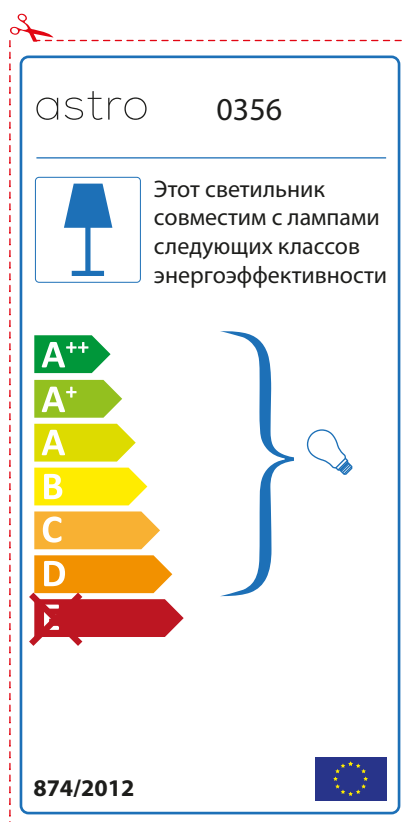 astro 0356
Этот светильник
совместим с лампами
следующих классов
энергоэффективности
A++
A+
A
B
C
D
E
874/2012